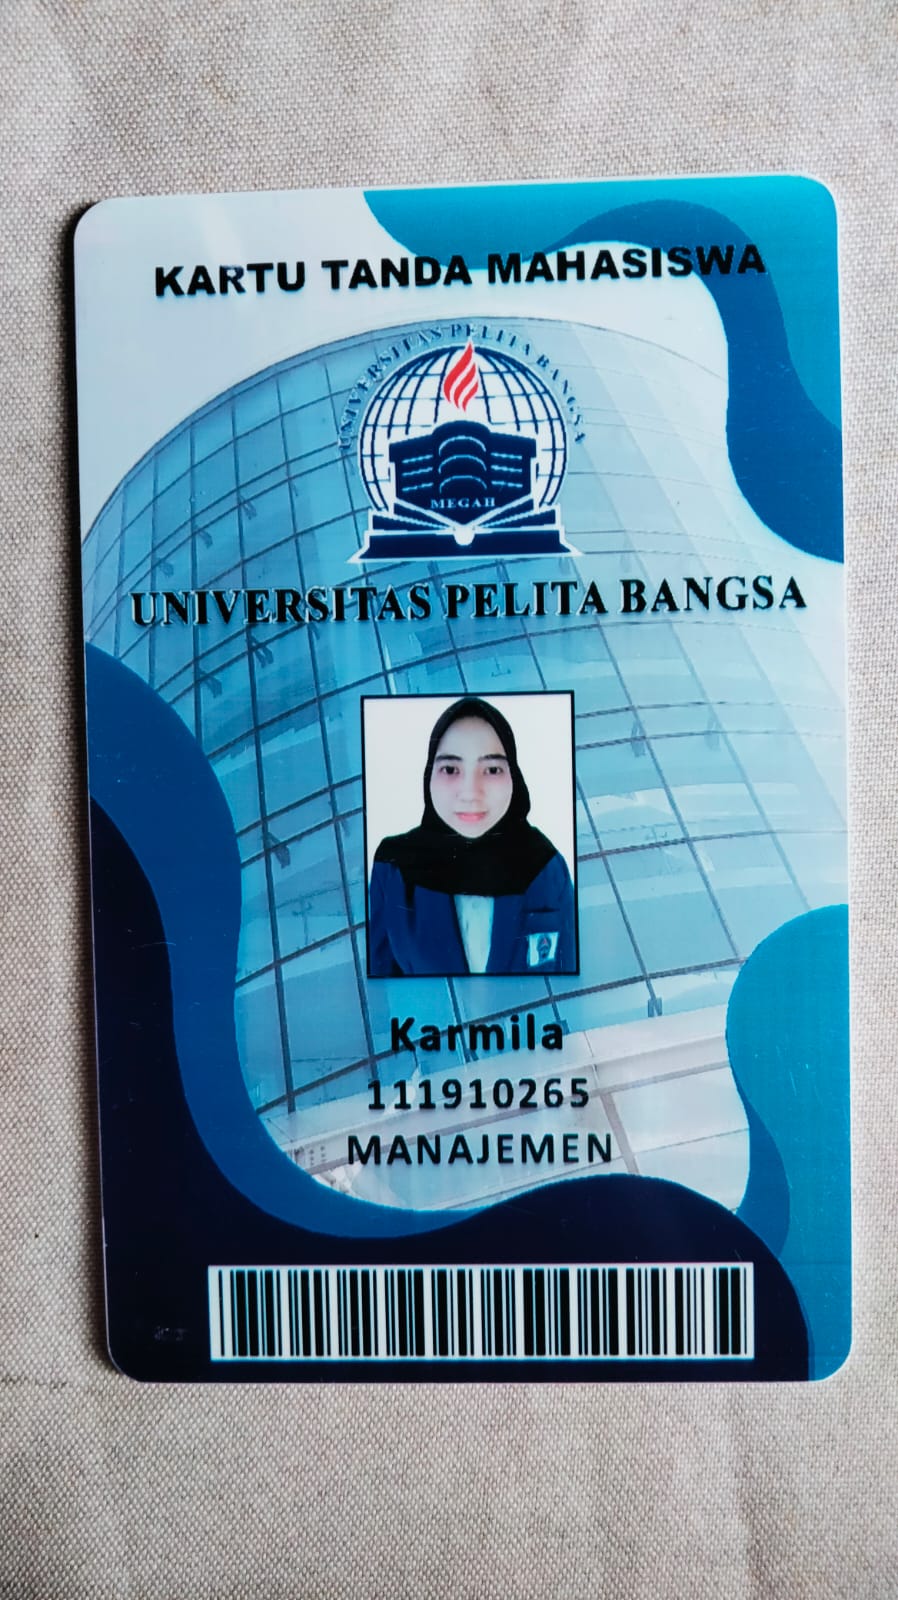 KARTU TANDA MAHASISWA
UNIVERSITAS PELITA BANGSA
MEGAH
UNIVERSITAS PELITA BANGSA
Karmila
111910265
MANAJEMEN